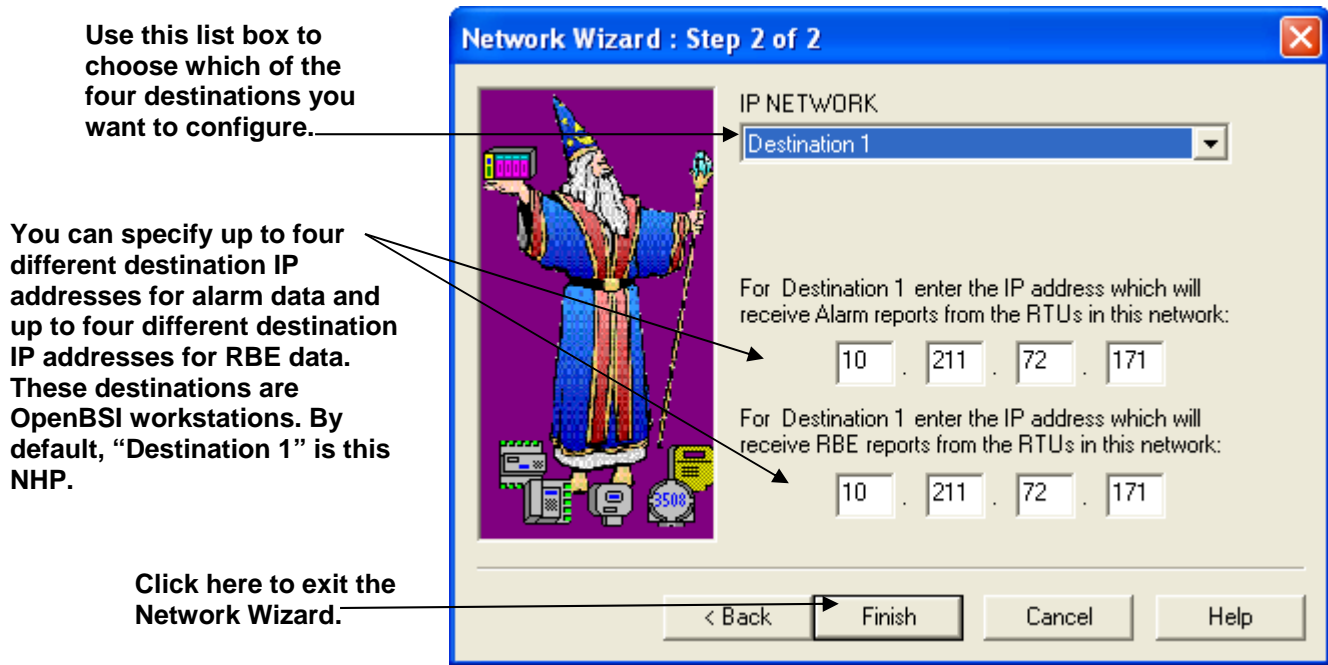 Use this list box to
choose which of the
four destinations you
want to configure.
You can specify up to four
different destination IP
addresses for alarm data and
up to four different destination
IP addresses for RBE data.
These destinations are
OpenBSI workstations. By
default, “Destination 1” is this
NHP.
Click here to exit the
Network Wizard.
Network Wizard : Step 2 of 2
IP NETWORK
Destination 1
For Destination 1 enter the IP address which will
receive Alarm reports from the RTUs in this network:
10 . 211 . 72 . 171
For Destination 1 enter the IP address which will
receive RBE reports from the RTUs in this network:
10 . 211 . 72 . 171
3508
< Back Finish Cancel Help